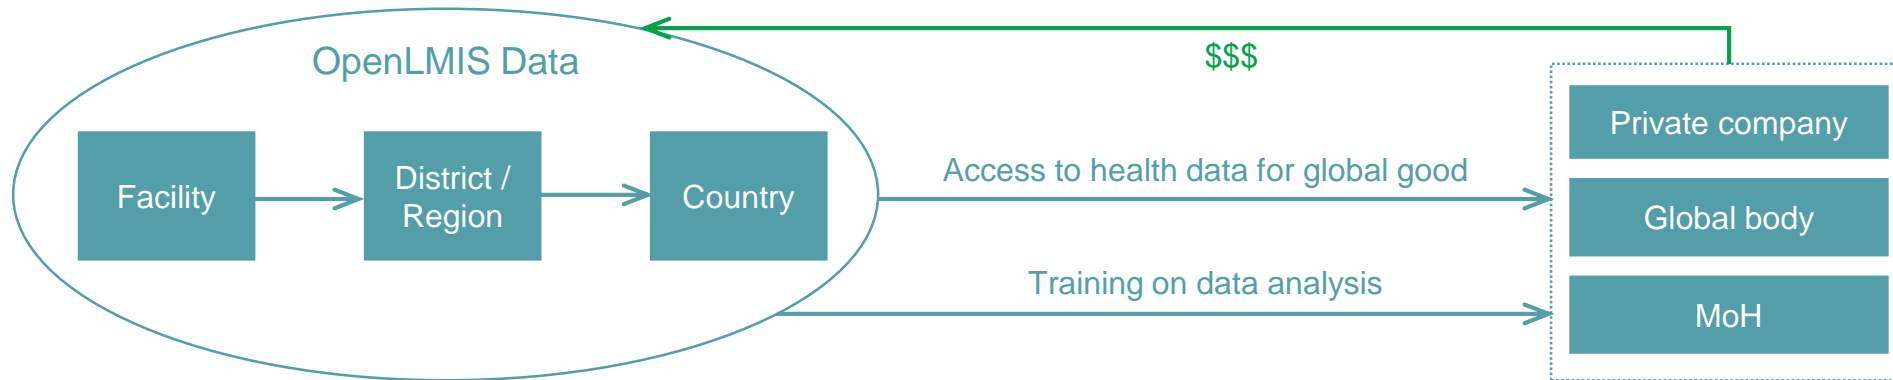 OpenLMIS Data
$$$
Facility
District /
Region
Country
Access to health data for global good
Training on data analysis
Private company
Global body
MoH